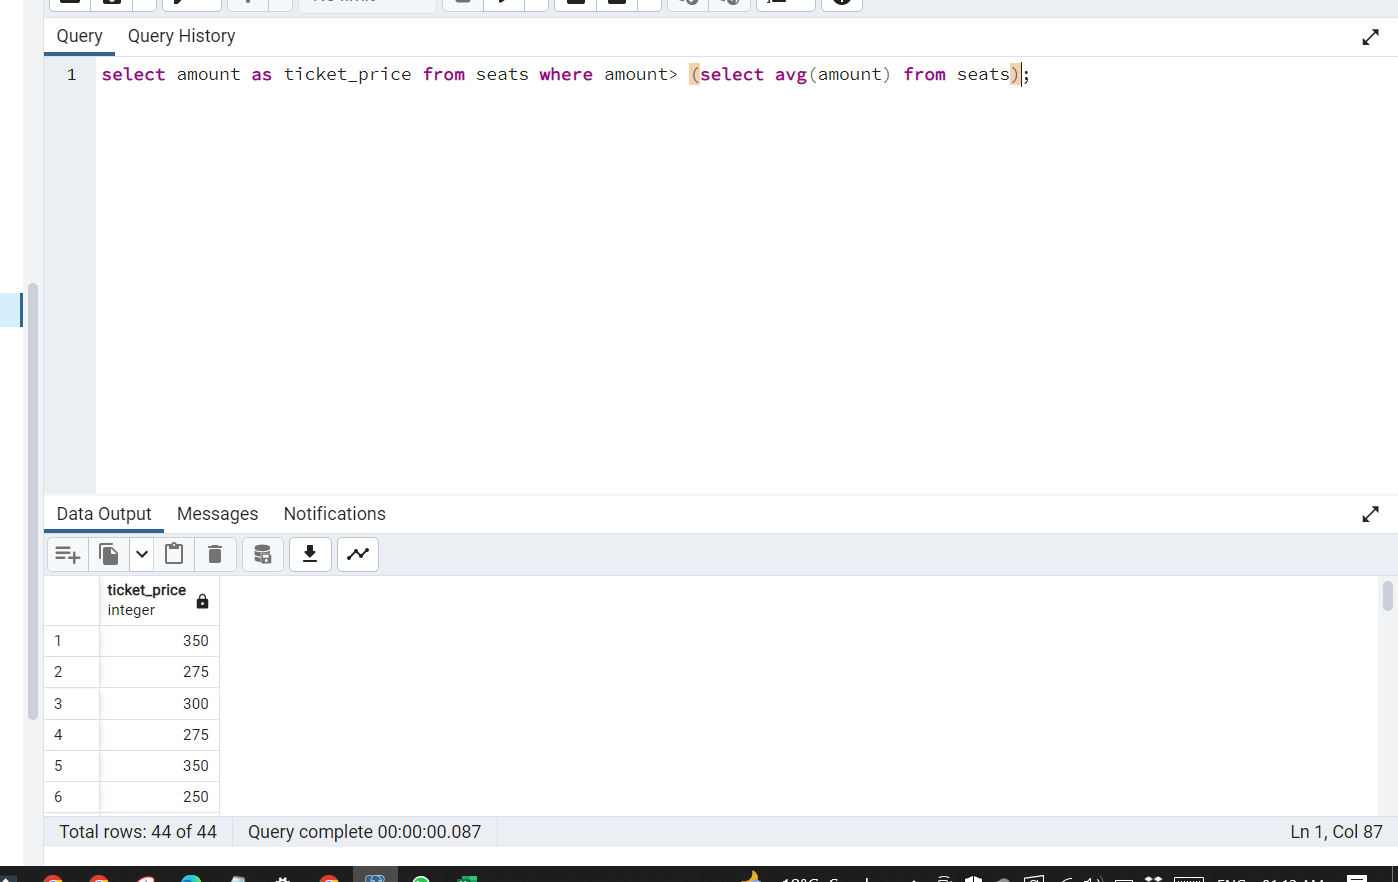 Query Query History
1 select amount as ticket_price from seats where amount> (select avg(amount) from seats);
Data Output Messages Notifications
ticket_price
integer
1 350
2 275
3 300
4 275
5 350
6 250
Total rows: 44 of 44 Query complete 00:00:00.087 Ln 1, Col 87